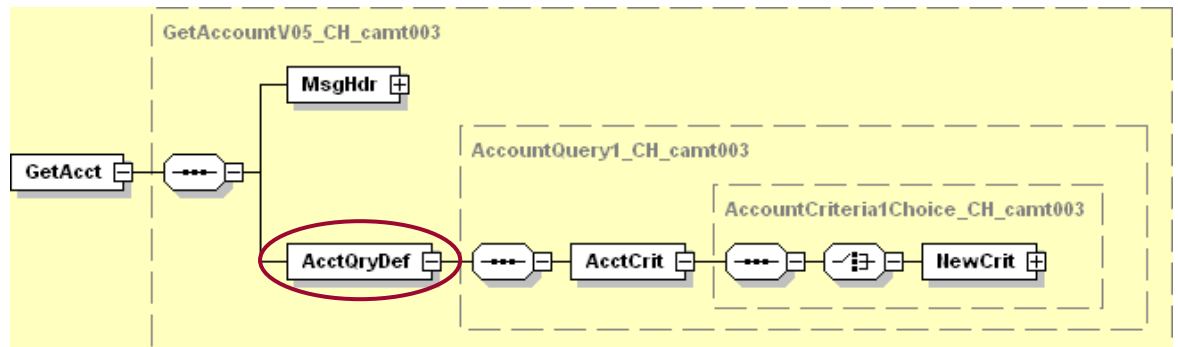 GetAccountV05_CH_camt003
MsgHdr
AccountQuery1_CH_camt003
GetAcct
AccountCriteria1Choice_CH_camt003
AcctQryDef
AcctCrit
NewCrit